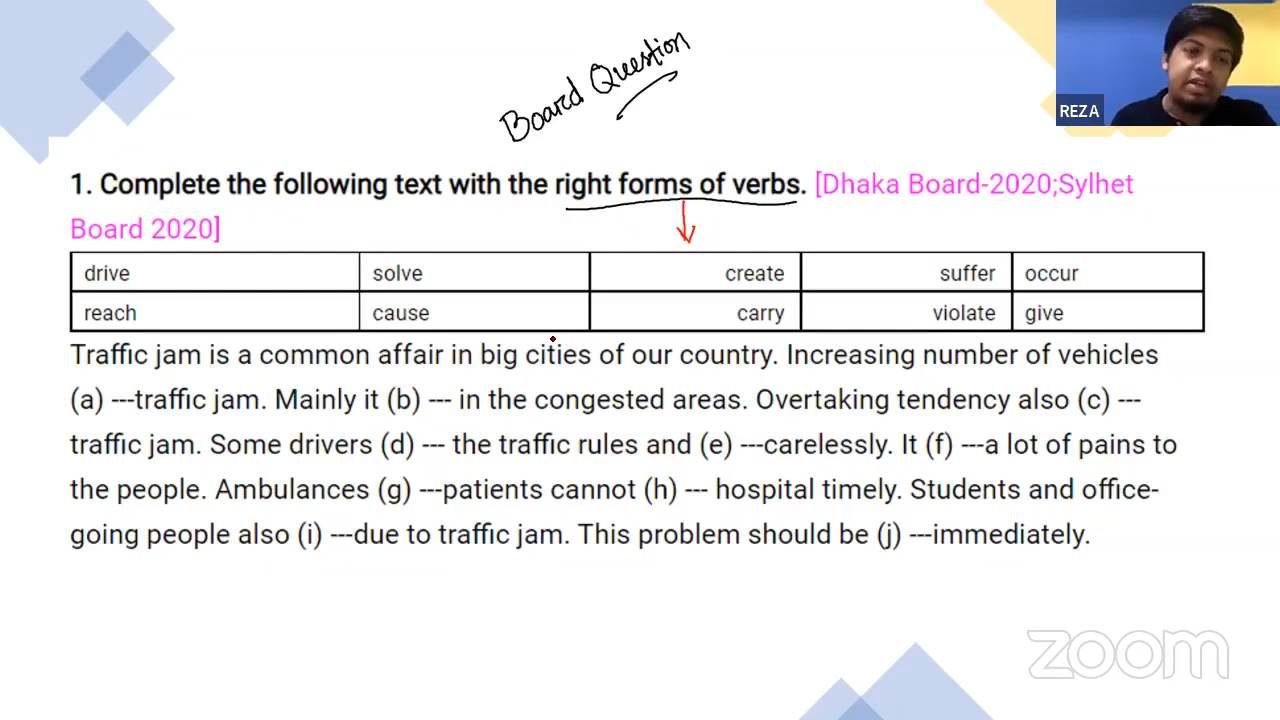 Board Question
REZA
1. Complete the following text with the right forms of verbs. [Dhaka Board-2020;Sylhet
Board 2020]
drive solve create suffer occur
reach cause carry violate give
Traffic jam is a common affair in big cities of our country. Increasing number of vehicles
(a) ---traffic jam. Mainly it (b) --- in the congested areas. Overtaking tendency also (c) ---
traffic jam. Some drivers (d) --- the traffic rules and (e) ---carelessly. It (f) ---a lot of pains to
the people. Ambulances (g) ---patients cannot (h) --- hospital timely. Students and office-
going people also (i) ---due to traffic jam. This problem should be (j) ---immediately.
zoom